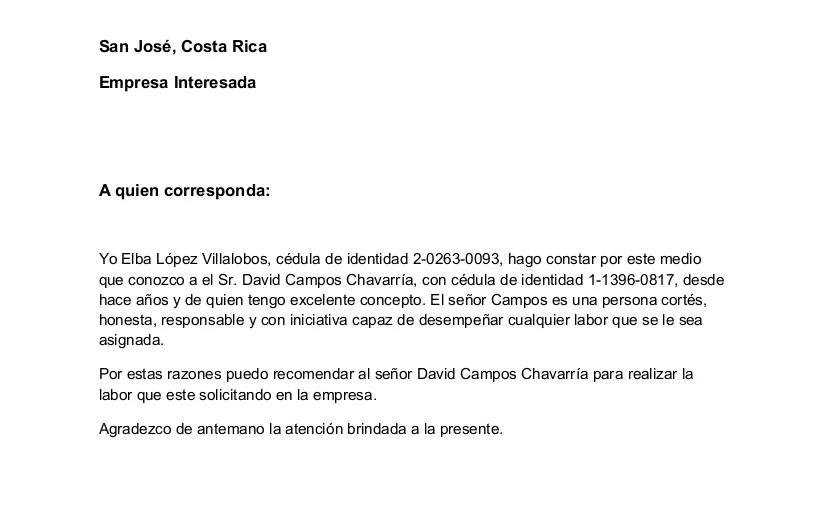 San José, Costa Rica
Empresa Interesada
A quien corresponda:
Yo Elba López Villalobos, cédula de identidad 2-0263-0093, hago constar por este medio
que conozco a el Sr. David Campos Chavarría, con cédula de identidad 1-1396-0817, desde
hace años y de quien tengo excelente concepto. El señor Campos es una persona cortés,
honesta, responsable y con iniciativa capaz de desempeñar cualquier labor que se le sea
asignada.
Por estas razones puedo recomendar al señor David Campos Chavarría para realizar la
labor que este solicitando en la empresa.
Agradezco de antemano la atención brindada a la presente.